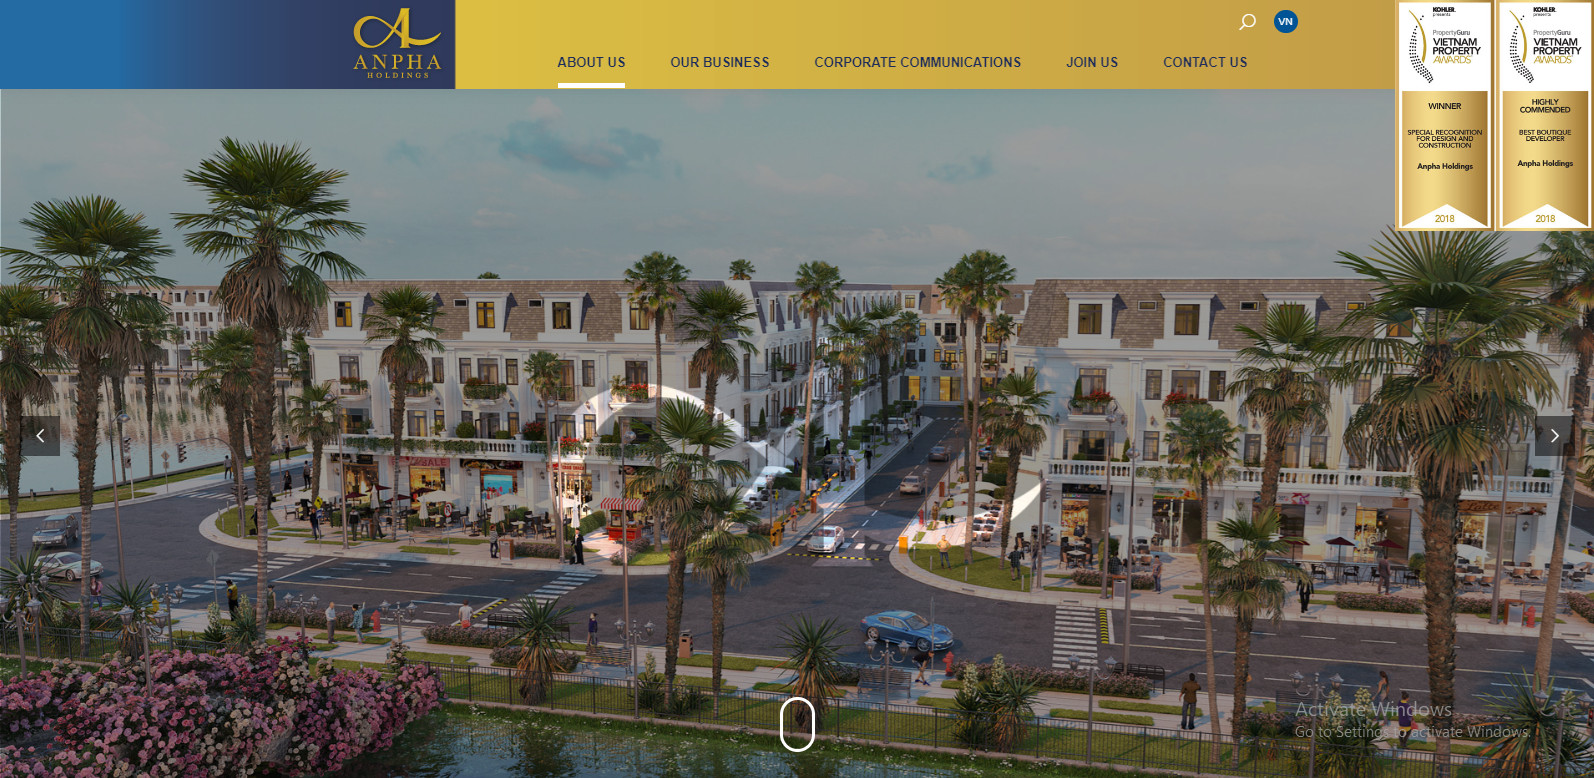 ANPHA
HOLDINGS
VN
ABOUT US
OUR BUSINESS
CORPORATE COMMUNICATIONS
JOIN US
CONTACT US
KOHLER
presents
PropertyGuru
VIETNAM
PROPERTY
AWARDS
WINNER
SPECIAL RECOGNITION
FOR DESIGN AND
CONSTRUCTION
Anpha Holdings
2018
KOHLER
presents
PropertyGuru
VIETNAM
PROPERTY
AWARDS
HIGHLY
COMMENDED
BEST BOUTIQUE
DEVELOPER
Anpha Holdings
2018
Activate Windows
Go to Settings to activate Windows.